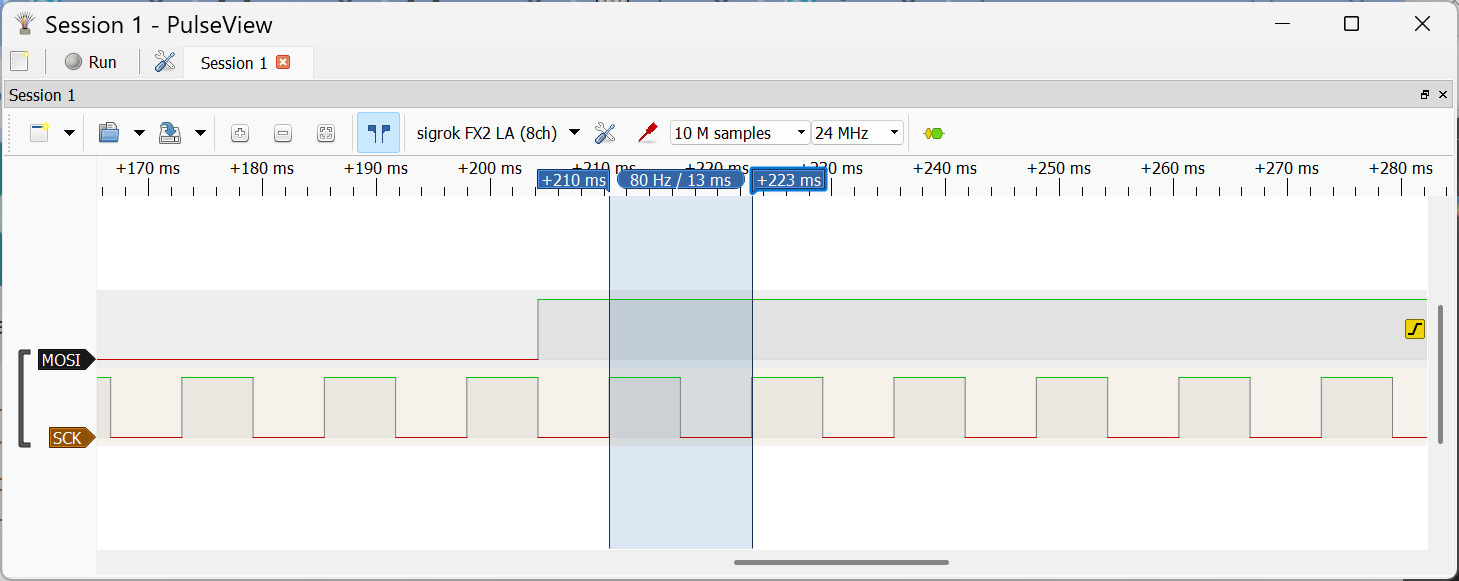 Session 1 - PulseView
Run
Session 1
Session 1
sigrok FX2 LA (8ch)
10 M samples
24 MHz
+170 ms +180 ms +190 ms +200 ms +210 ms +220 ms +230 ms +240 ms +250 ms +260 ms +270 ms +280 ms
+210 ms 80 Hz / 13 ms +223 ms
MOSI
SCK